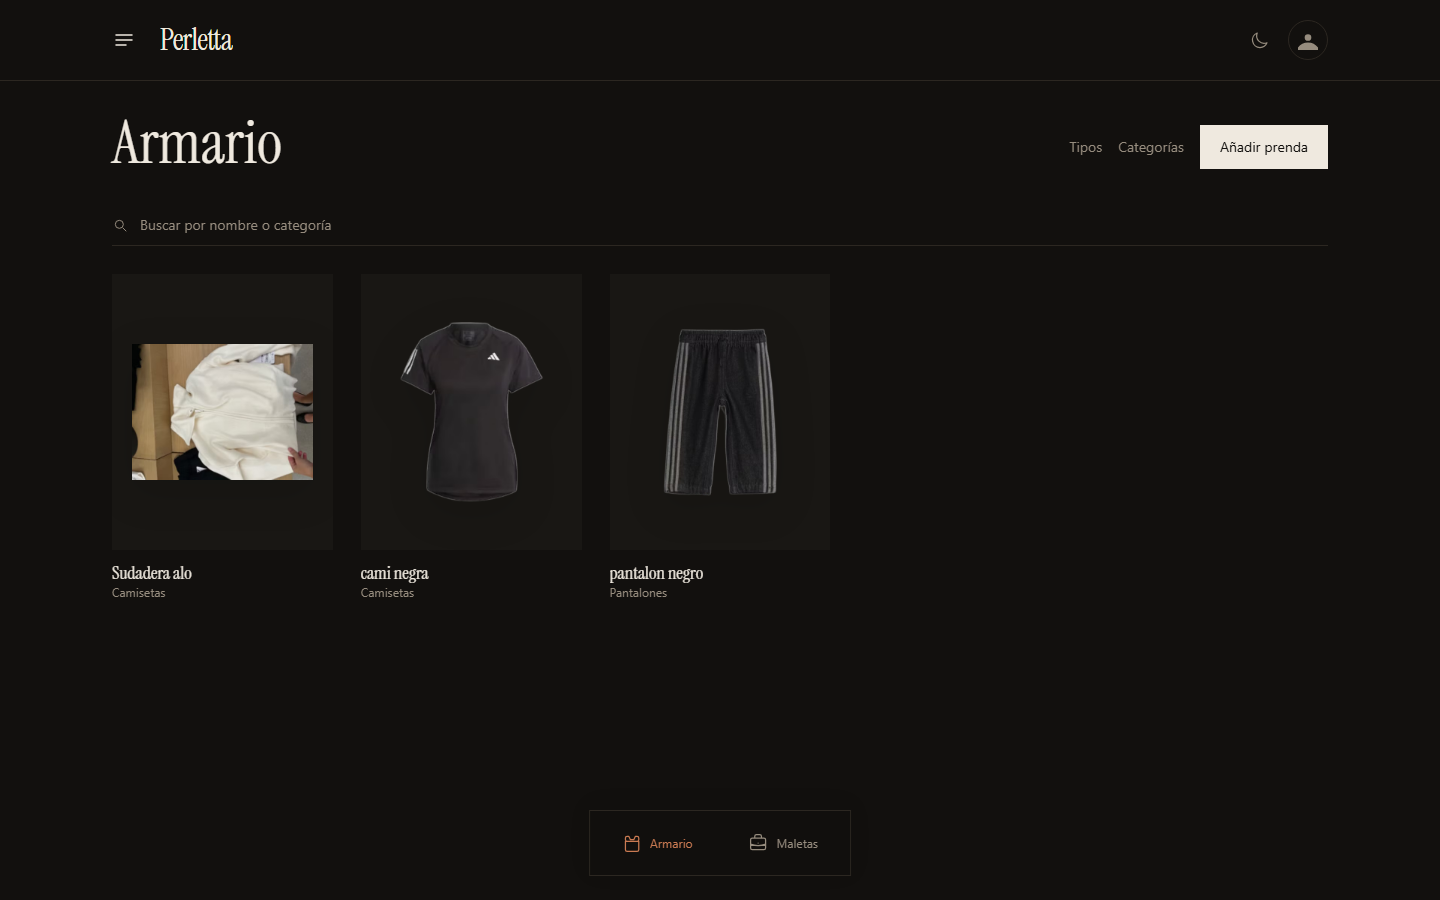 Perletta
Armario
Tipos Categorías Añadir prenda
Buscar por nombre o categoría
Sudadera alo
Camisetas
cami negra
Camisetas
pantalon negro
Pantalones
Armario Maletas